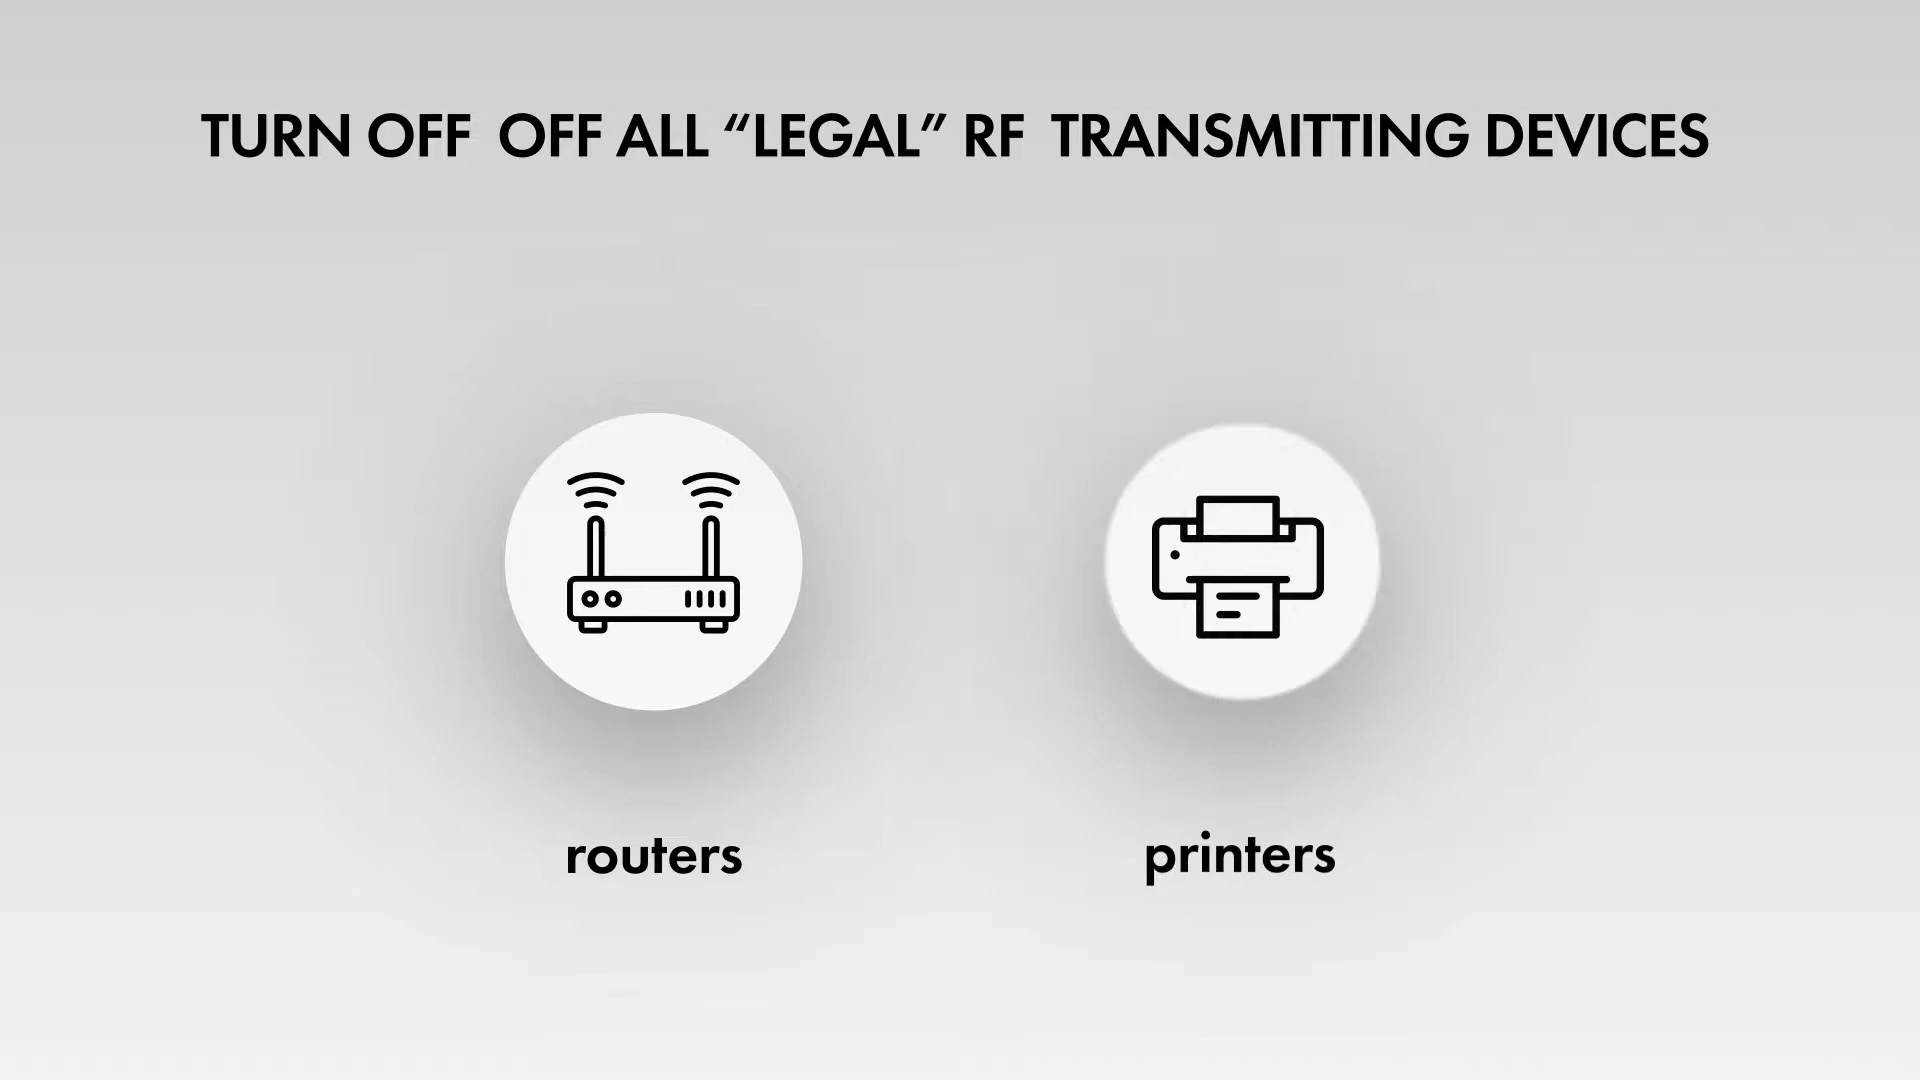 TURN OFF OFF ALL “LEGAL” RF TRANSMITTING DEVICES
routers
printers